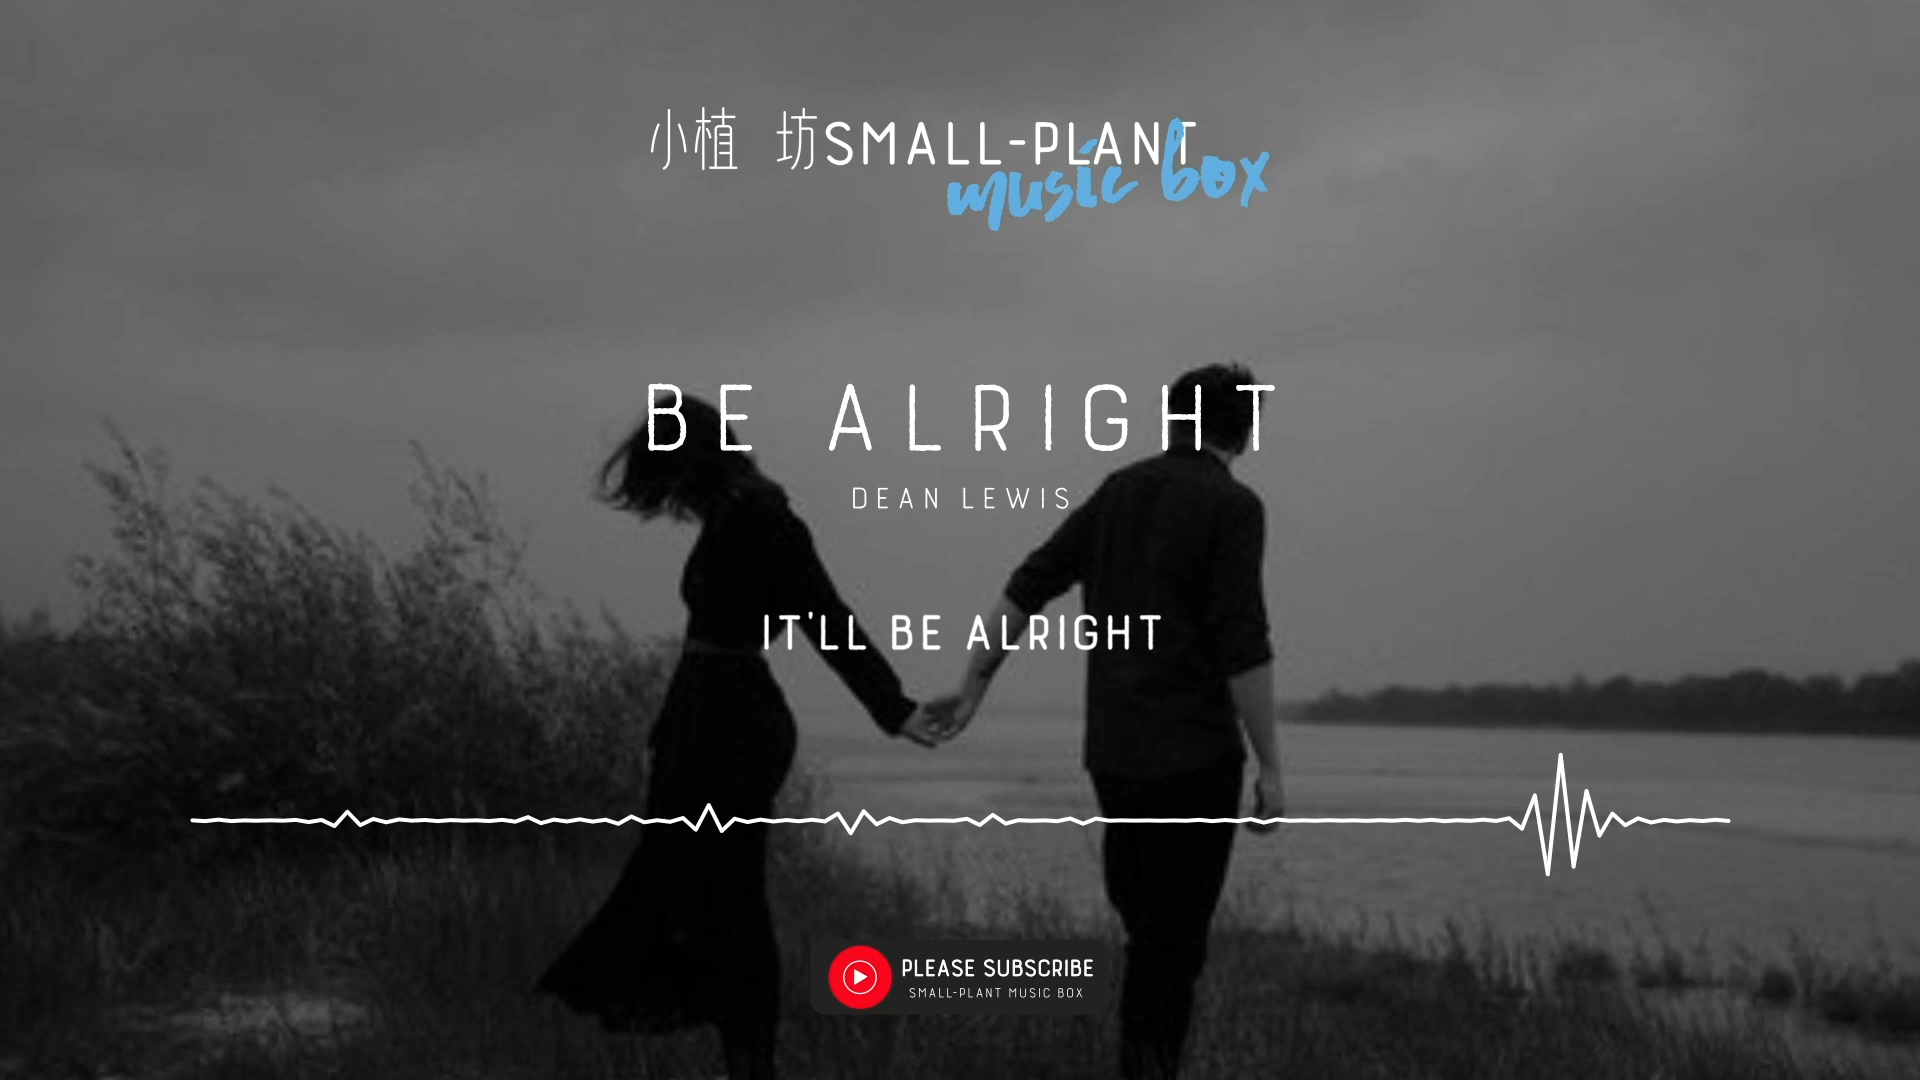 小植 坊SMALL-PLANT
music box
BE ALRIGHT
DEAN LEWIS
IT'LL BE ALRIGHT
PLEASE SUBSCRIBE
SMALL-PLANT MUSIC BOX